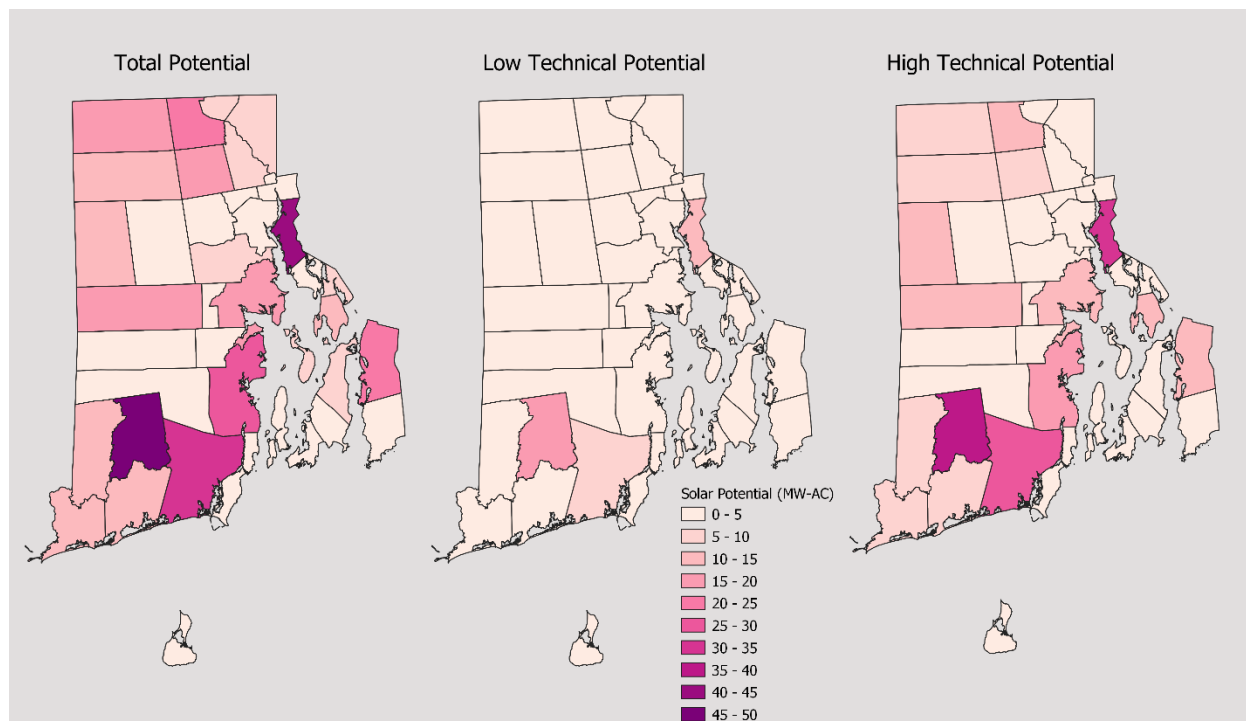 Total Potential
Low Technical Potential
High Technical Potential
Solar Potential (MW-AC)
0 - 5
5 - 10
10 - 15
15 - 20
20 - 25
25 - 30
30 - 35
35 - 40
40 - 45
45 - 50